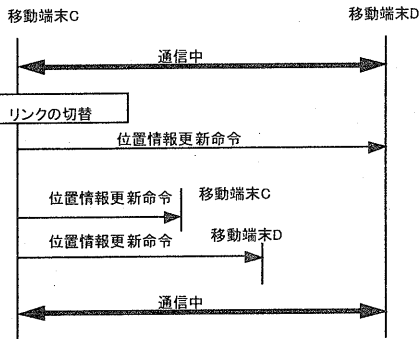 移動端末C
移動端末D
通信中
リンクの切替
位置情報更新命令
位置情報更新命令
移動端末C
位置情報更新命令
移動端末D
通信中